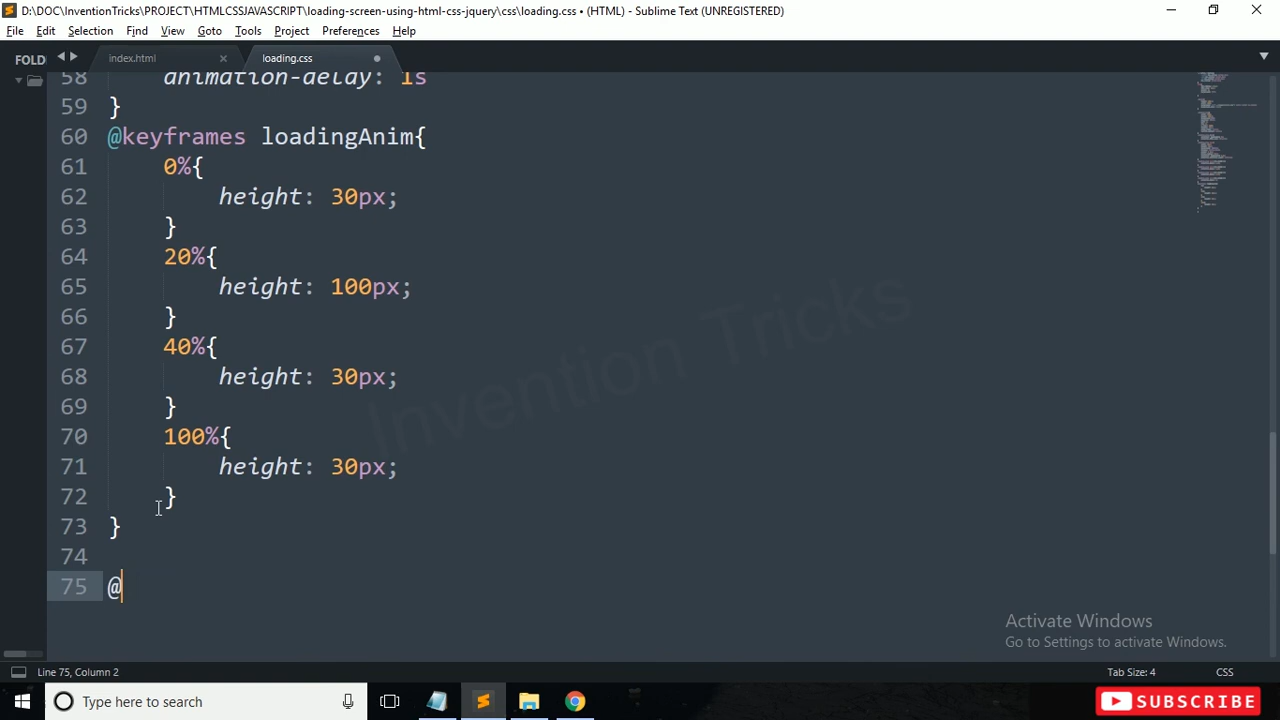 D:\DOC\InventionTricks\PROJECT\HTMLCSSJAVASCRIPT\loading-screen-using-html-css-jquery\css\loading.css • (HTML) - Sublime Text (UNREGISTERED)
File Edit Selection Find View Goto Tools Project Preferences Help
FOLD
index.html × loading.css
58 animation-delay: 1s
59 }
60 @keyframes loadingAnim{
61 0%{
62 height: 30px;
63 }
64 20%{
65 height: 100px;
66 }
67 40%{
68 height: 30px;
69 }
70 100%{
71 height: 30px;
72 }
73 }
74
75 @
Invention Tricks
Activate Windows
Go to Settings to activate Windows.
Line 75, Column 2 Tab Size: 4 CSS
Type here to search
SUBSCRIBE